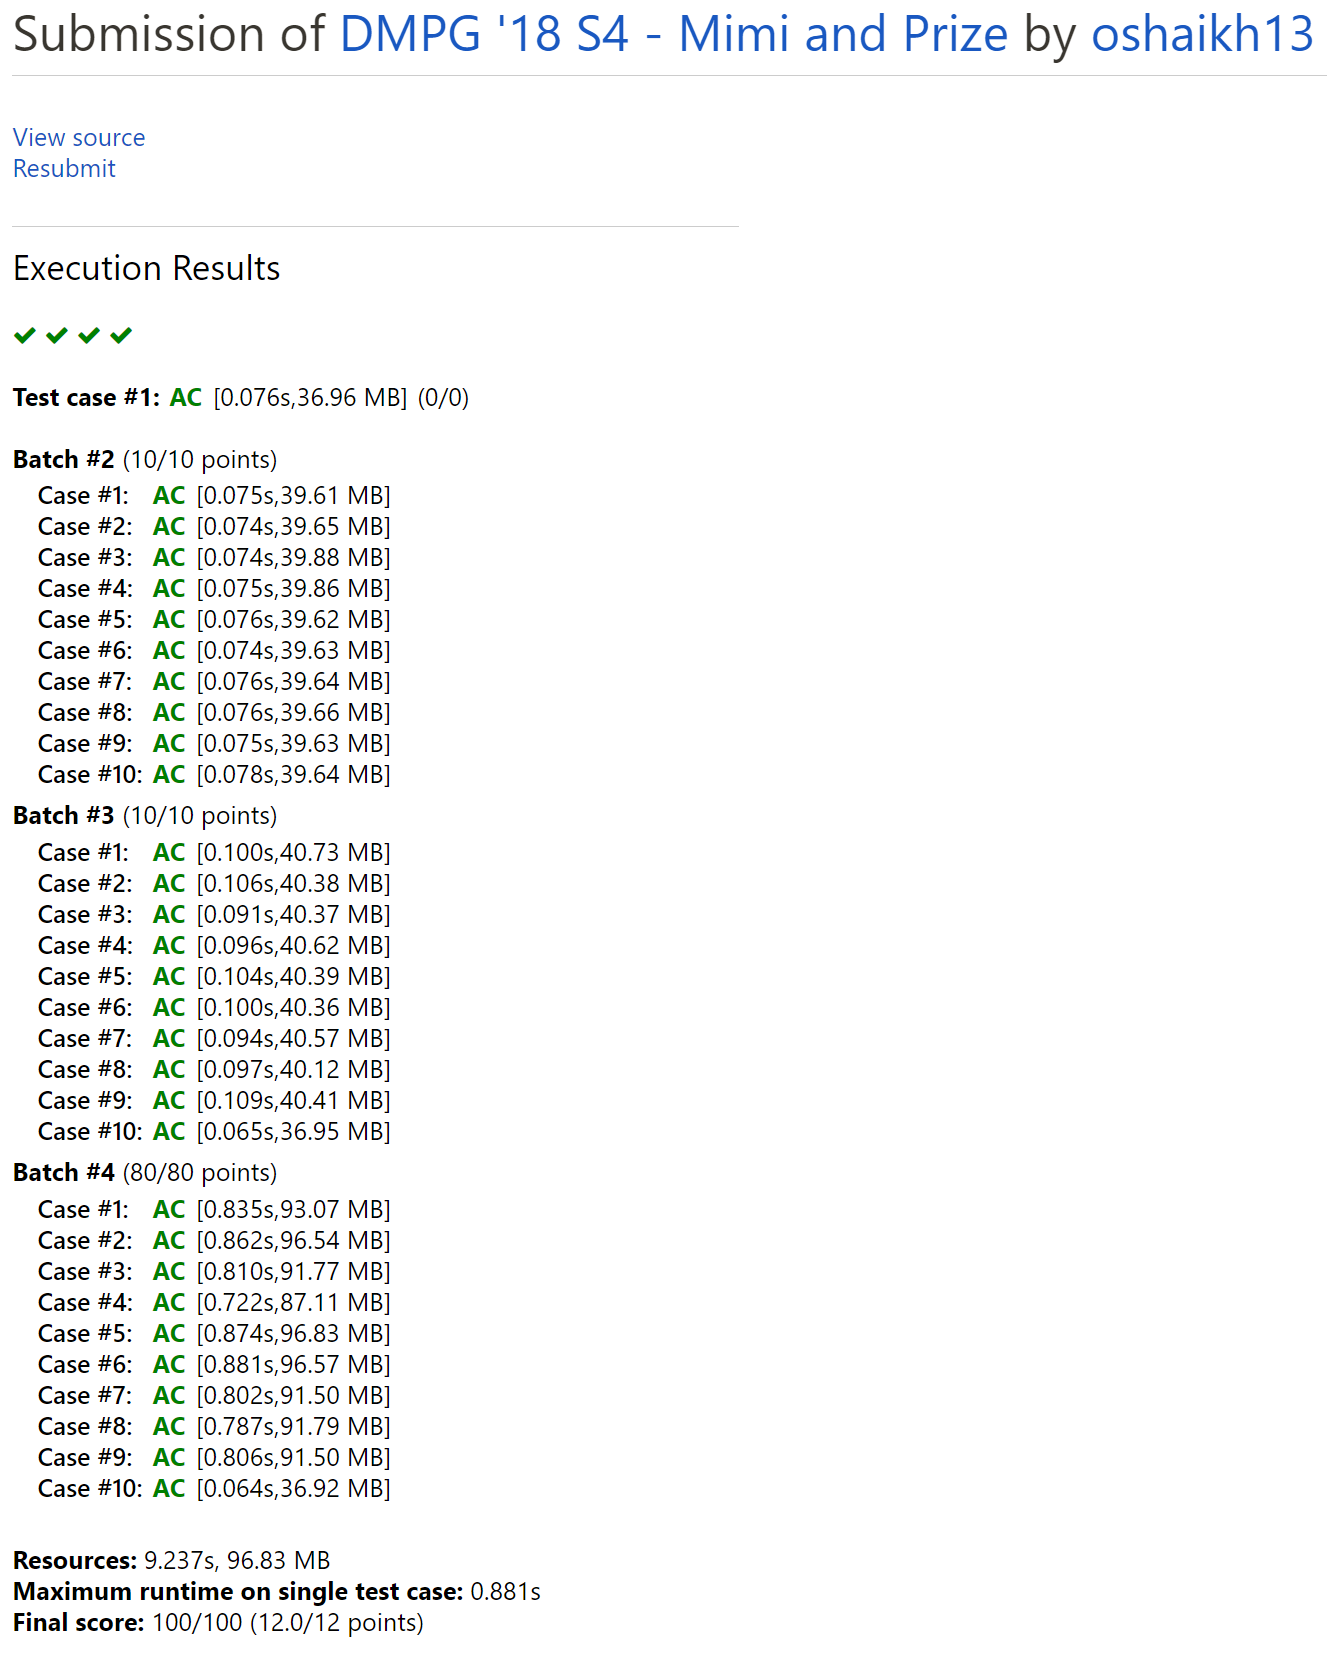 Submission of DMPG '18 S4 - Mimi and Prize by oshaikh13
View source
Resubmit
Execution Results
Test case #1: AC [0.076s,36.96 MB] (0/0)
Batch #2 (10/10 points)
Case #1: AC [0.075s,39.61 MB]
Case #2: AC [0.074s,39.65 MB]
Case #3: AC [0.074s,39.88 MB]
Case #4: AC [0.075s,39.86 MB]
Case #5: AC [0.076s,39.62 MB]
Case #6: AC [0.074s,39.63 MB]
Case #7: AC [0.076s,39.64 MB]
Case #8: AC [0.076s,39.66 MB]
Case #9: AC [0.075s,39.63 MB]
Case #10: AC [0.078s,39.64 MB]
Batch #3 (10/10 points)
Case #1: AC [0.100s,40.73 MB]
Case #2: AC [0.106s,40.38 MB]
Case #3: AC [0.091s,40.37 MB]
Case #4: AC [0.096s,40.62 MB]
Case #5: AC [0.104s,40.39 MB]
Case #6: AC [0.100s,40.36 MB]
Case #7: AC [0.094s,40.57 MB]
Case #8: AC [0.097s,40.12 MB]
Case #9: AC [0.109s,40.41 MB]
Case #10: AC [0.065s,36.95 MB]
Batch #4 (80/80 points)
Case #1: AC [0.835s,93.07 MB]
Case #2: AC [0.862s,96.54 MB]
Case #3: AC [0.810s,91.77 MB]
Case #4: AC [0.722s,87.11 MB]
Case #5: AC [0.874s,96.83 MB]
Case #6: AC [0.881s,96.57 MB]
Case #7: AC [0.802s,91.50 MB]
Case #8: AC [0.787s,91.79 MB]
Case #9: AC [0.806s,91.50 MB]
Case #10: AC [0.064s,36.92 MB]
Resources: 9.237s, 96.83 MB
Maximum runtime on single test case: 0.881s
Final score: 100/100 (12.0/12 points)